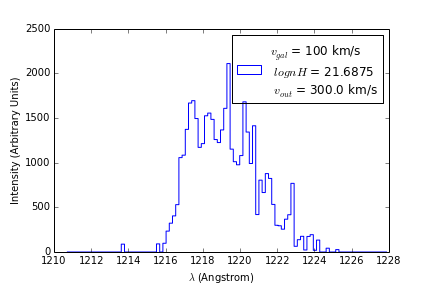 2500
2000
1500
1000
500
0
Intensity (Arbitrary Units)
v_gal = 100 km/s
lognH = 21.6875
v_out = 300.0 km/s
1210 1212 1214 1216 1218 1220 1222 1224 1226 1228
λ (Angstrom)